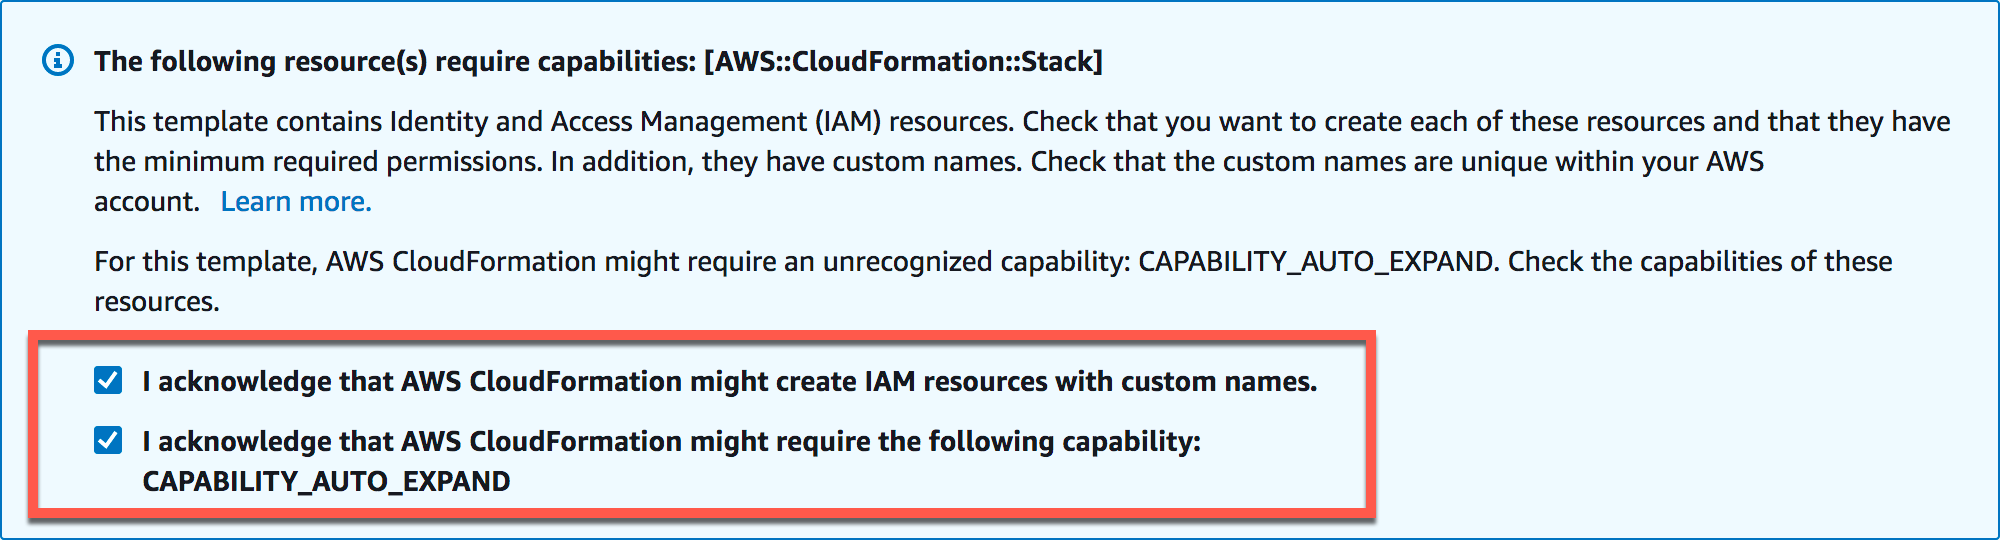 The following resource(s) require capabilities: [AWS::CloudFormation::Stack]
This template contains Identity and Access Management (IAM) resources. Check that you want to create each of these resources and that they have
the minimum required permissions. In addition, they have custom names. Check that the custom names are unique within your AWS
account. Learn more.
For this template, AWS CloudFormation might require an unrecognized capability: CAPABILITY_AUTO_EXPAND. Check the capabilities of these
resources.
I acknowledge that AWS CloudFormation might create IAM resources with custom names.
I acknowledge that AWS CloudFormation might require the following capability:
CAPABILITY_AUTO_EXPAND